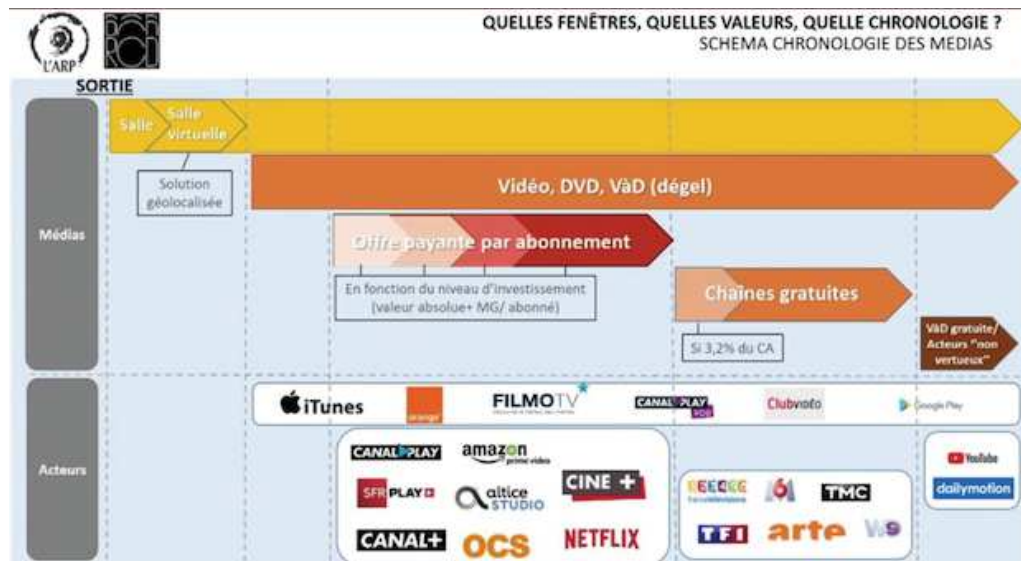 QUELLES FENÊTRES, QUELLES VALEURS, QUELLE CHRONOLOGIE ?
SCHEMA CHRONOLOGIE DES MEDIAS
L'ARP
SORTIE
Médias
Salle
Salle
virtuelle
Solution
géolocalisée
Vidéo, DVD, VàD (dégel)
Offre payante par abonnement
En fonction du niveau d'investissement
(valeur absolue+ MG/ abonné)
Chaînes gratuites
Si 3,2% du CA
VàD gratuite/
Acteurs "non
vertueux"
Acteurs
iTunes
orange
FILMOTV
CANALPLAY
VOD
Clubvidéo
Google Play
CANALPLAY
amazon
prime video
SFR PLAY
altice
STUDIO
CINE +
CANAL+
OCS
NETFLIX
francetélévisions
M6
TMC
TF1
arte
W9
YouTube
dailymotion